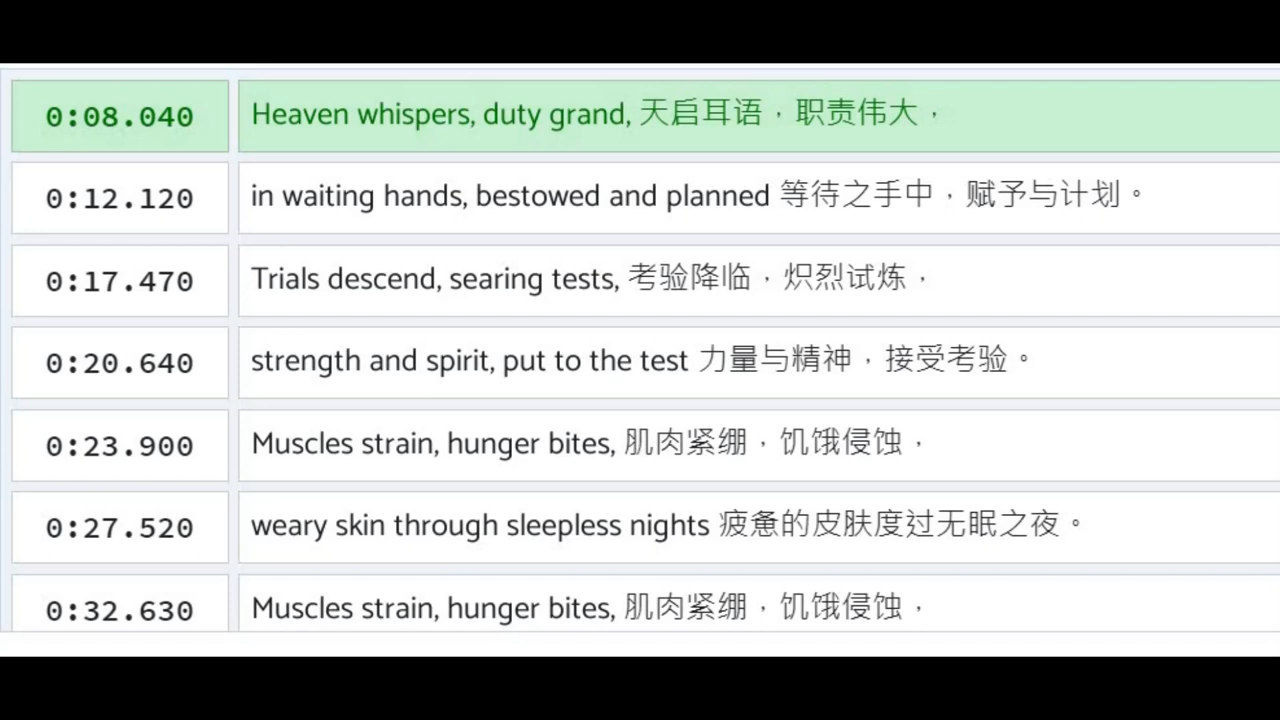 0:08.040 Heaven whispers, duty grand, 天启耳语，职责伟大，
0:12.120 in waiting hands, bestowed and planned 等待之手中，赋予与计划。
0:17.470 Trials descend, searing tests, 考验降临，炽烈试炼，
0:20.640 strength and spirit, put to the test 力量与精神，接受考验。
0:23.900 Muscles strain, hunger bites, 肌肉紧绷，饥饿侵蚀，
0:27.520 weary skin through sleepless nights 疲惫的皮肤度过无眠之夜。
0:32.630 Muscles strain, hunger bites, 肌肉紧绷，饥饿侵蚀，